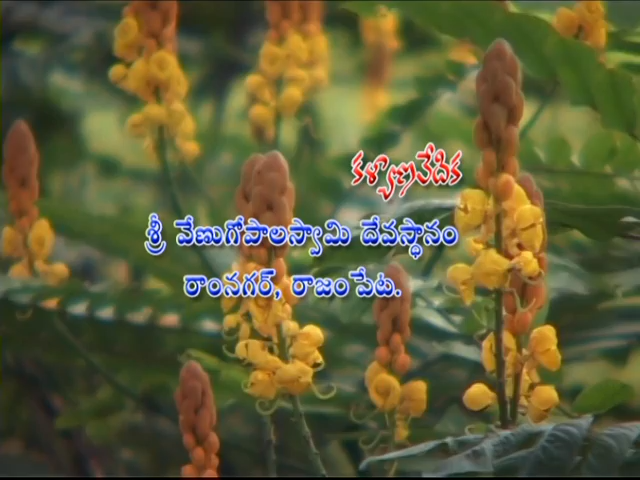 కళ్యాణవేదిక
శ్రీ వేణుగోపాలస్వామి దేవస్థానం
రాంనగర్, రాజంపేట.